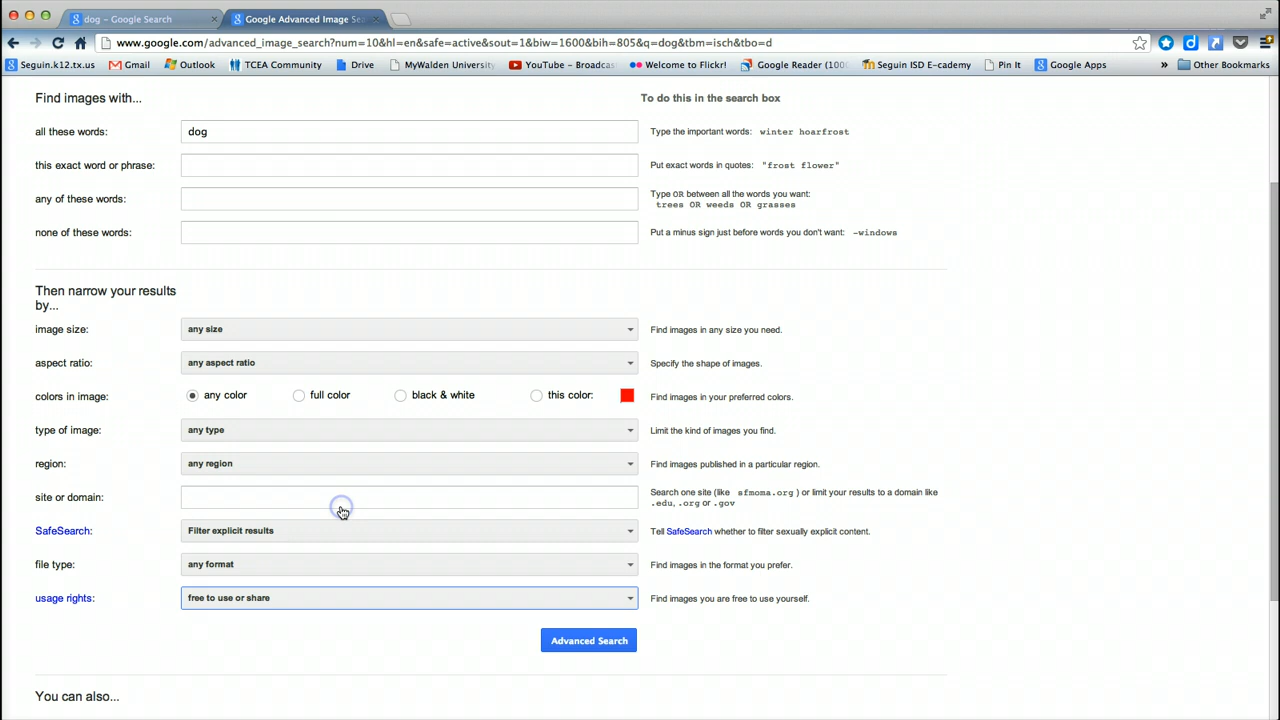 dog - Google Search
Google Advanced Image Se
www.google.com/advanced_image_search?num=10&hl=en&safe=active&sout=1&biw=1600&bih=805&q=dog&tbm=isch&tbo=d
Seguin.k12.tx.us Gmail Outlook TCEA Community Drive MyWalden University YouTube - Broadcas Welcome to Flickr! Google Reader (100 Seguin ISD E-cademy Pin It Google Apps » Other Bookmarks
Find images with... To do this in the search box
all these words: dog Type the important words: winter hoarfrost
this exact word or phrase: Put exact words in quotes: "frost flower"
any of these words: Type OR between all the words you want:
trees OR weeds OR grasses
none of these words: Put a minus sign just before words you don't want: -windows
Then narrow your results
by...
image size: any size Find images in any size you need.
aspect ratio: any aspect ratio Specify the shape of images.
colors in image: any color full color black & white this color: Find images in your preferred colors.
type of image: any type Limit the kind of images you find.
region: any region Find images published in a particular region.
site or domain: Search one site (like sfmoma.org ) or limit your results to a domain like
.edu, .org or .gov
SafeSearch: Filter explicit results Tell SafeSearch whether to filter sexually explicit content.
file type: any format Find images in the format you prefer.
usage rights: free to use or share Find images you are free to use yourself.
Advanced Search
You can also...